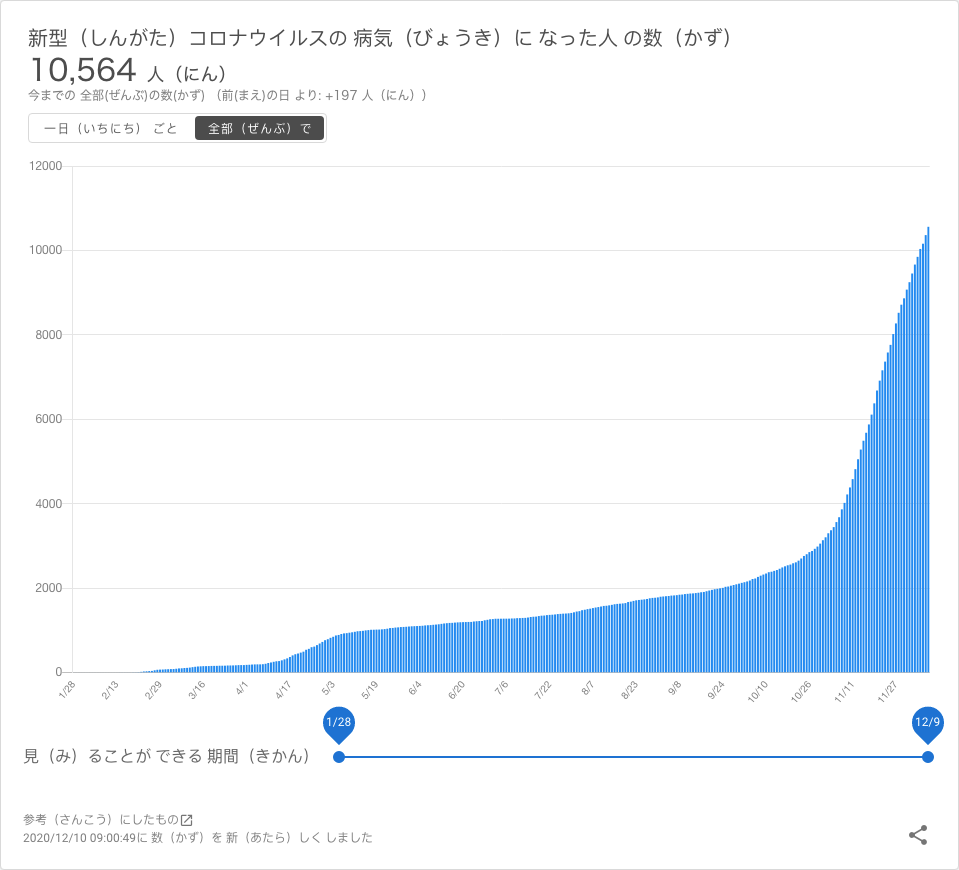 新型（しんがた）コロナウイルスの 病気（びょうき）に なった人 の数（かず）
10,564 人（にん）
今までの 全部(ぜんぶ)の数(かず) （前(まえ)の日 より: +197 人（にん））
一日（いちにち） ごと 全部（ぜんぶ）で
12000
10000
8000
6000
4000
2000
0
1/28 2/13 2/29 3/16 4/1 4/17 5/3 5/19 6/4 6/20 7/6 7/22 8/7 8/23 9/8 9/24 10/10 10/26 11/11 11/27
1/28 12/9
見（み）ることが できる 期間（きかん）
参考（さんこう）にしたもの
2020/12/10 09:00:49に 数（かず）を 新（あたら）しく しました